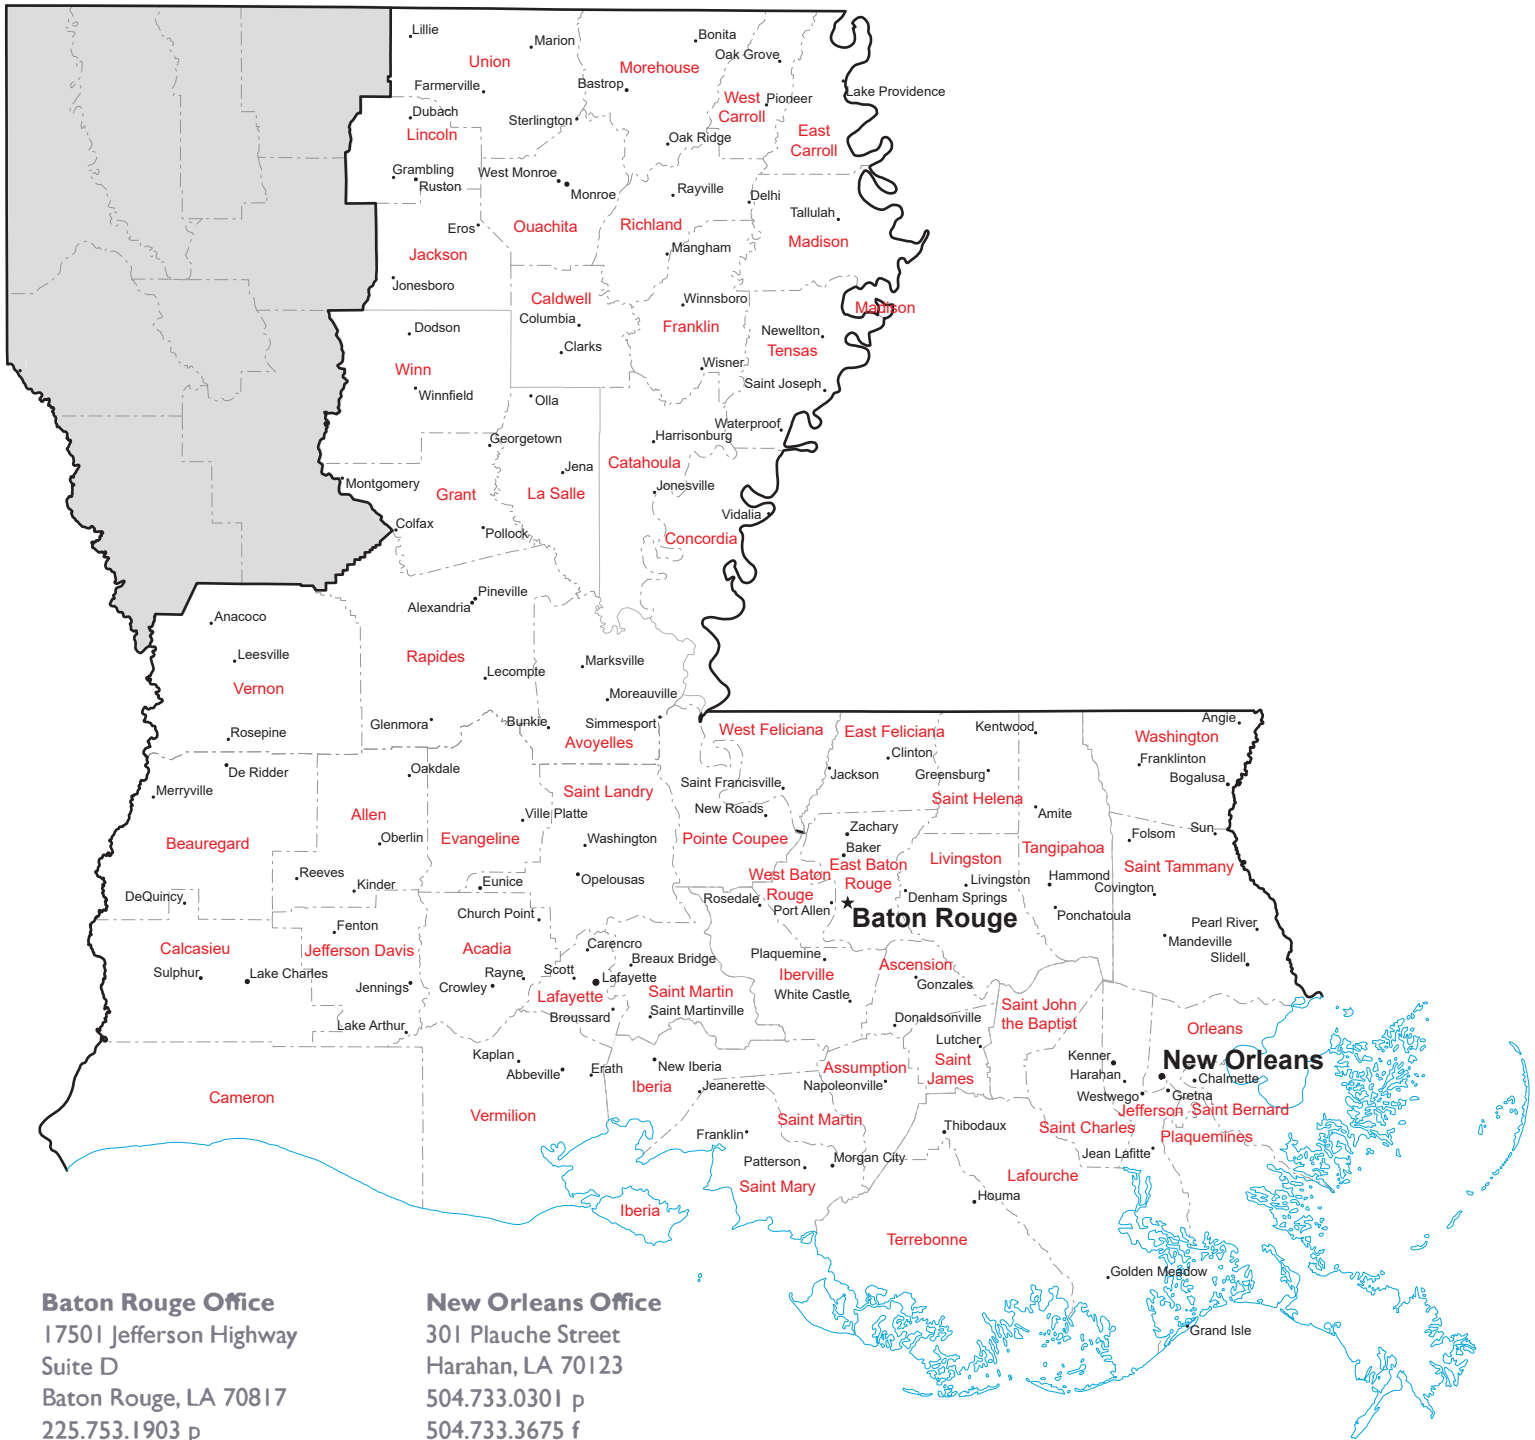 Lillie
Marion
Bonita
Oak Grove
Union
Morehouse
Farmerville
Bastrop
West
Carroll
Pioneer
Lake Providence
Dubach
Lincoln
Sterlington
Oak Ridge
East
Carroll
Grambling
Ruston
West Monroe
Monroe
Rayville
Delhi
Tallulah
Eros
Ouachita
Richland
Madison
Jackson
Mangham
Jonesboro
Caldwell
Winnsboro
Madison
Columbia
Franklin
Dodson
Newellton
Clarks
Tensas
Winn
Wisner
Saint Joseph
Winnfield
Olla
Waterproof
Georgetown
Harrisonburg
Jena
Catahoula
Montgomery
Grant
La Salle
Jonesville
Vidalia
Colfax
Pollock
Concordia
Pineville
Alexandria
Anacoco
Leesville
Rapides
Marksville
Lecompte
Vernon
Moreauville
Glenmora
Bunkie
Simmesport
Rosepine
Avoyelles
West Feliciana
East Feliciana
Kentwood
Angie
Washington
Clinton
Franklinton
De Ridder
Oakdale
Jackson
Greensburg
Bogalusa
Merryville
Saint Landry
Saint Francisville
Saint Helena
New Roads
Allen
Ville Platte
Amite
Beauregard
Oberlin
Evangeline
Washington
Pointe Coupee
Zachary
Baker
Folsom
Sun
Tangipahoa
East Baton
Rouge
Livingston
Saint Tammany
Reeves
Kinder
Eunice
Opelousas
West Baton
Rouge
Livingston
Hammond
Covington
DeQuincy
Rosedale
Port Allen
Denham Springs
Baton Rouge
Church Point
Ponchatoula
Fenton
Pearl River
Calcasieu
Jefferson Davis
Acadia
Carencro
Breaux Bridge
Plaquemine
Mandeville
Slidell
Sulphur
Lake Charles
Rayne
Scott
Lafayette
Iberville
Ascension
Jennings
Crowley
Lafayette
Saint Martin
White Castle
Gonzales
Broussard
Saint Martinville
Saint John
the Baptist
Lake Arthur
Donaldsonville
Orleans
Lutcher
Kaplan
Abbeville
Erath
New Iberia
Iberia
Jeanerette
Assumption
Napoleonville
Saint
James
Kenner
Harahan
New Orleans
Chalmette
Westwego
Gretna
Cameron
Vermilion
Saint Martin
Jefferson
Saint Bernard
Saint Charles
Plaquemines
Franklin
Thibodaux
Patterson
Morgan City
Jean Lafitte
Saint Mary
Lafourche
Houma
Iberia
Terrebonne
Golden Meadow
Grand Isle
Baton Rouge Office
17501 Jefferson Highway
Suite D
Baton Rouge, LA 70817
225.753.1903 p
New Orleans Office
301 Plauche Street
Harahan, LA 70123
504.733.0301 p
504.733.3675 f